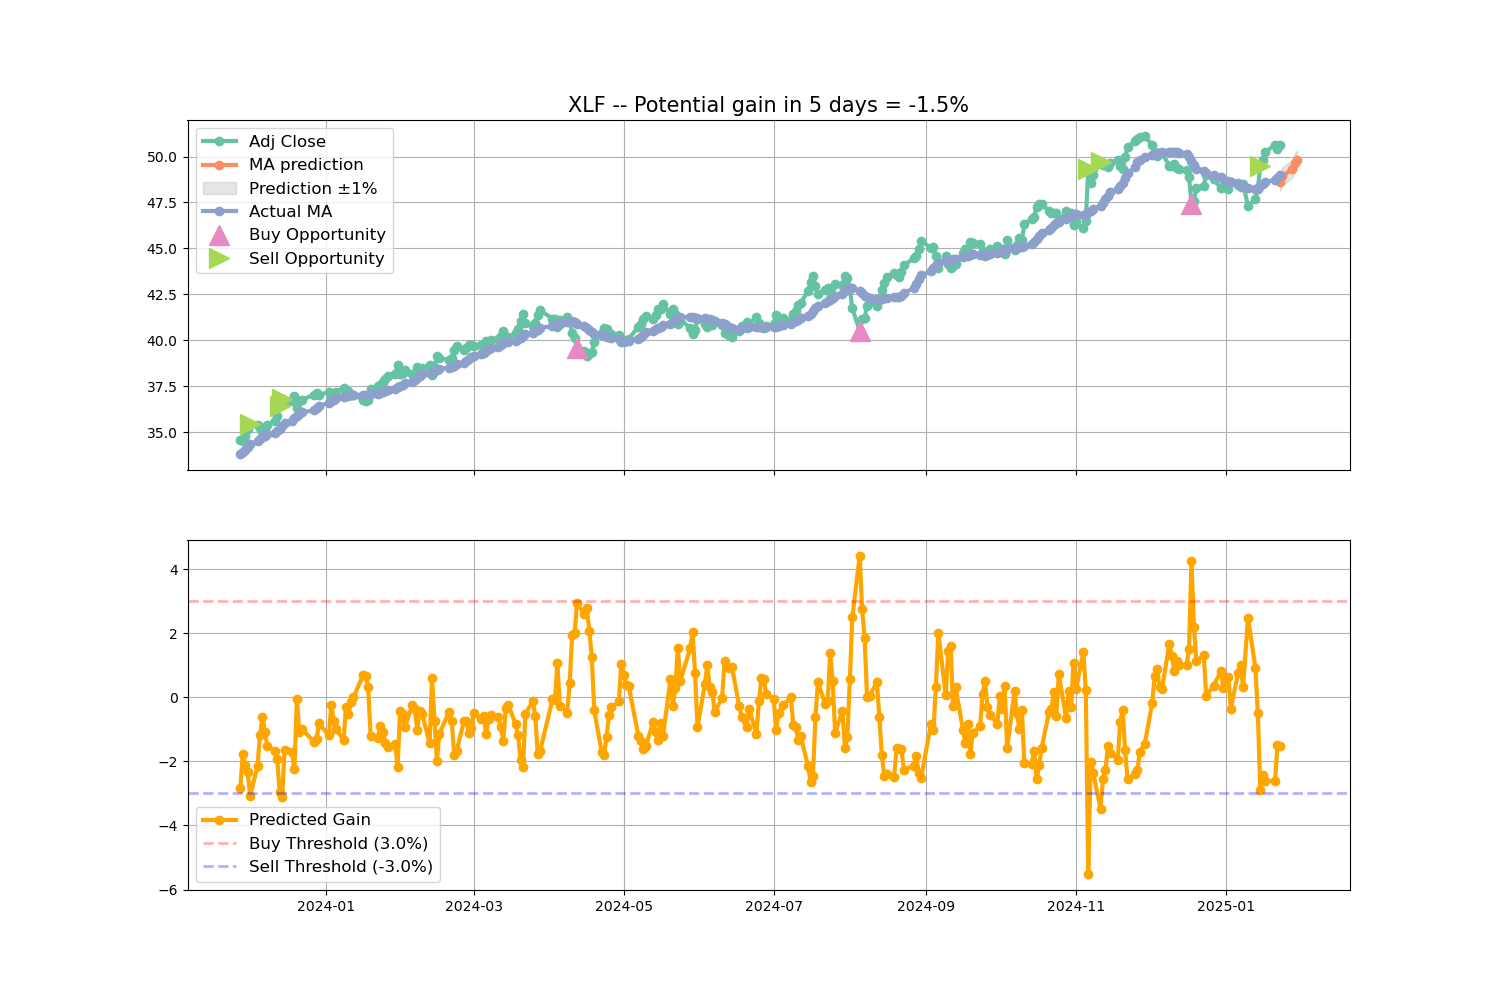 XLF -- Potential gain in 5 days = -1.5%
50.0
47.5
45.0
42.5
40.0
37.5
35.0
Adj Close
MA prediction
Prediction ±1%
Actual MA
Buy Opportunity
Sell Opportunity
4
2
0
−2
−4
−6
Predicted Gain
Buy Threshold (3.0%)
Sell Threshold (-3.0%)
2024-01
2024-03
2024-05
2024-07
2024-09
2024-11
2025-01